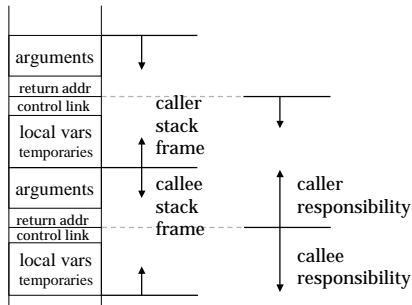 arguments
return addr
control link
local vars
temporaries
arguments
return addr
control link
local vars
temporaries
caller
stack
frame
callee
stack
frame
caller
responsibility
callee
responsibility